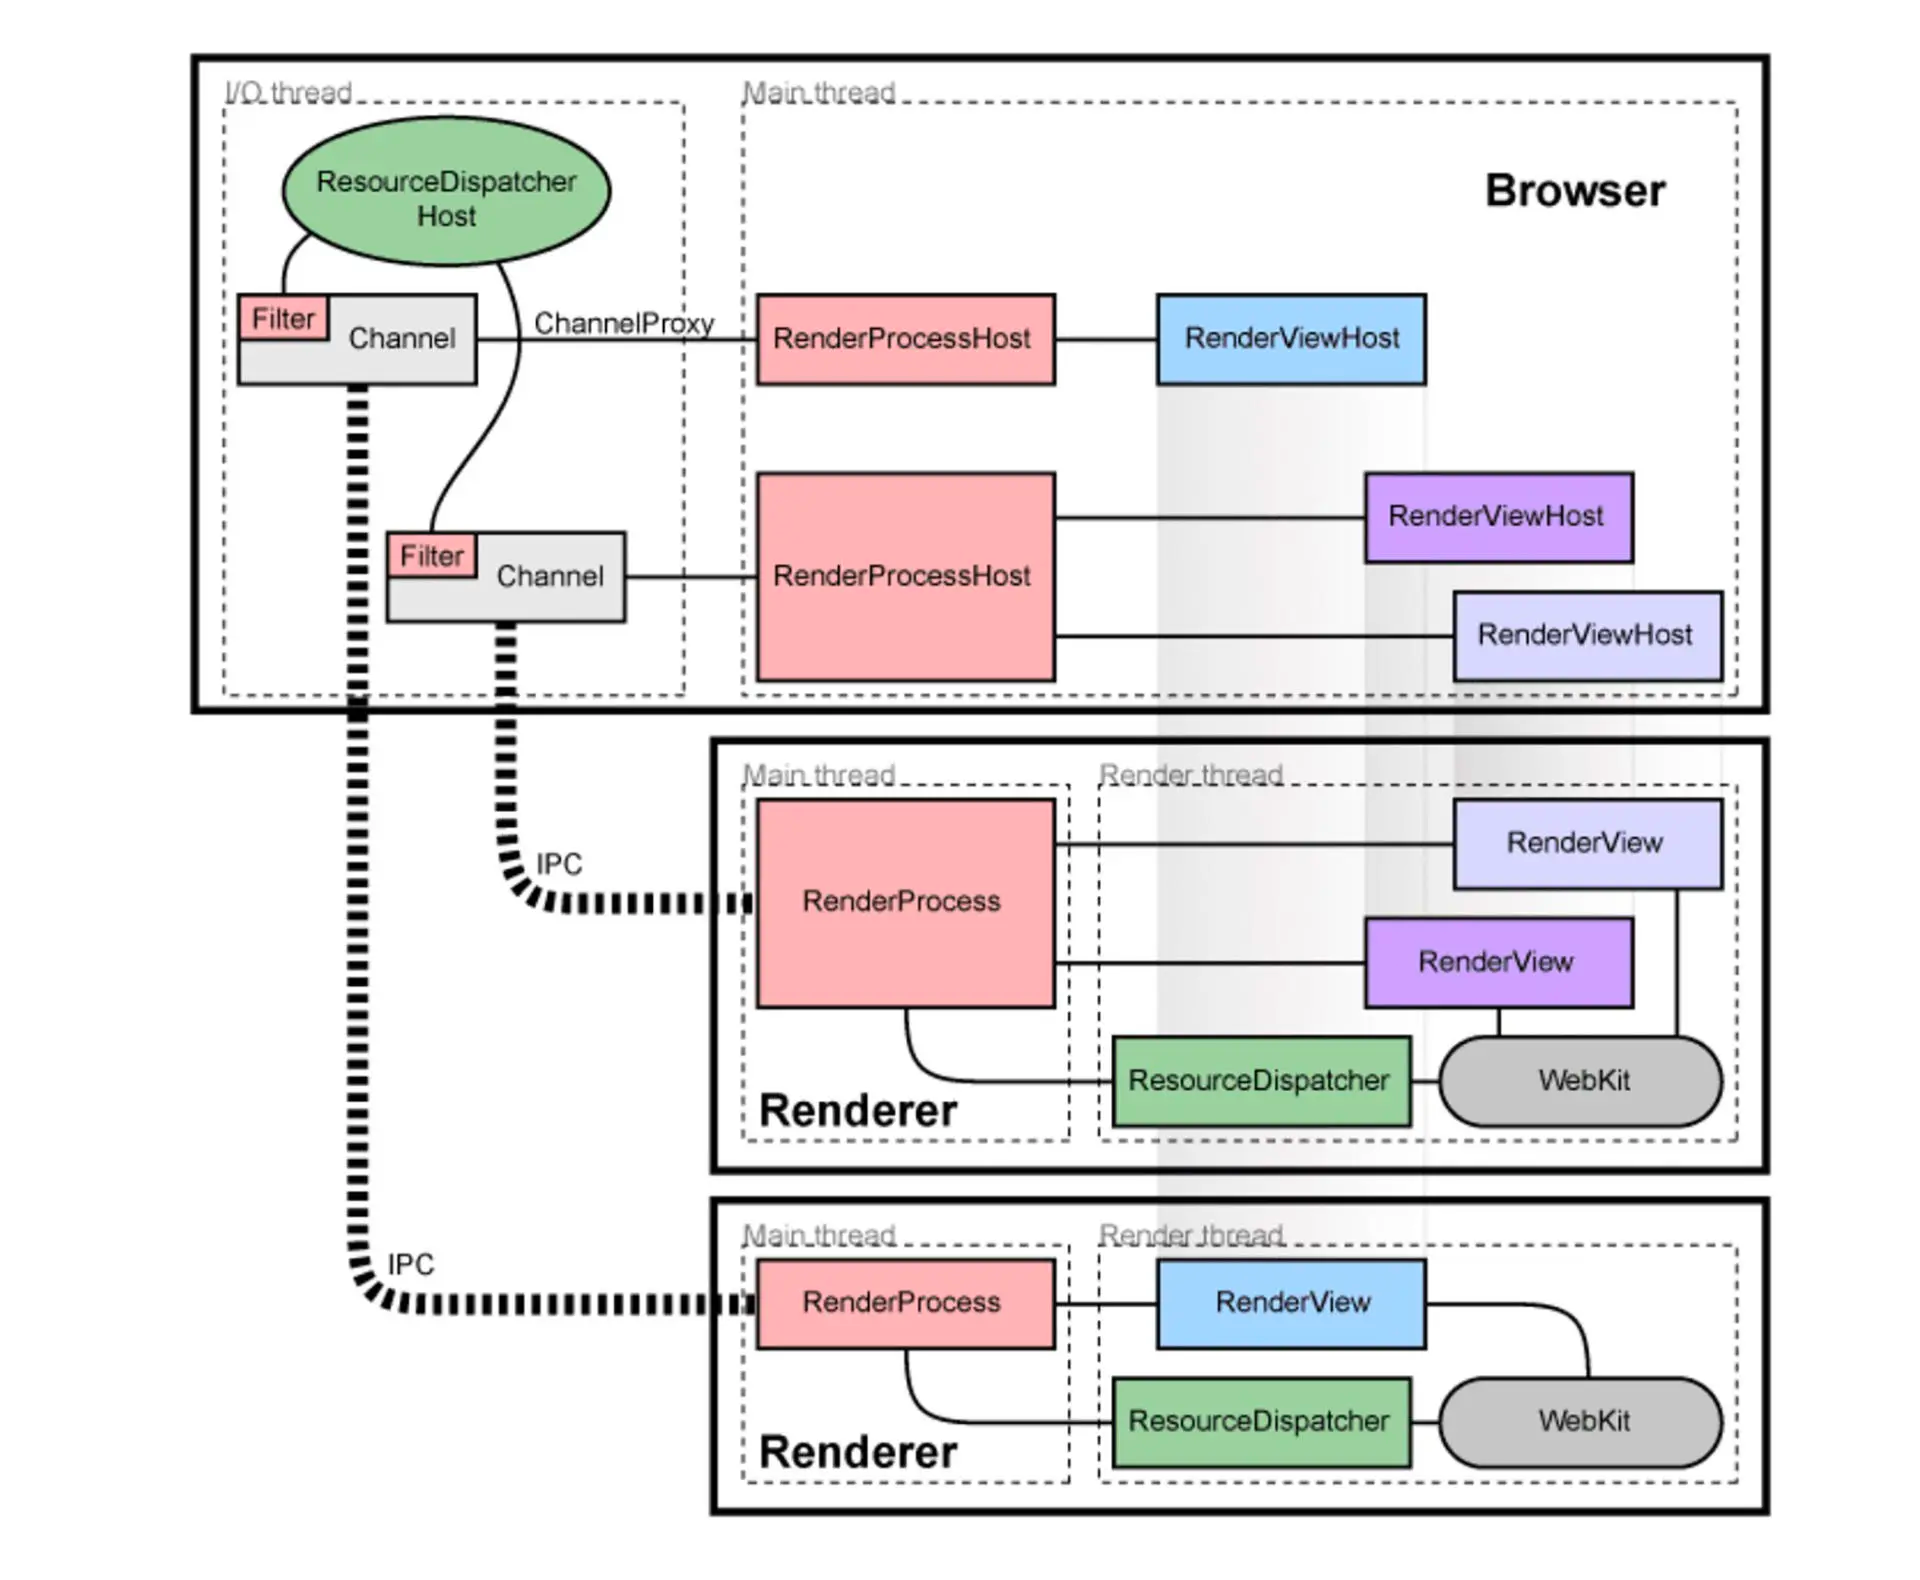 I/O thread
Main thread
ResourceDispatcher
Host
Browser
Filter
Channel
ChannelProxy
RenderProcessHost
RenderViewHost
RenderViewHost
Filter
Channel
RenderProcessHost
RenderViewHost
Main thread
Render thread
RenderView
IPC
RenderProcess
RenderView
ResourceDispatcher
WebKit
Renderer
Main thread
Render thread
IPC
RenderProcess
RenderView
ResourceDispatcher
WebKit
Renderer